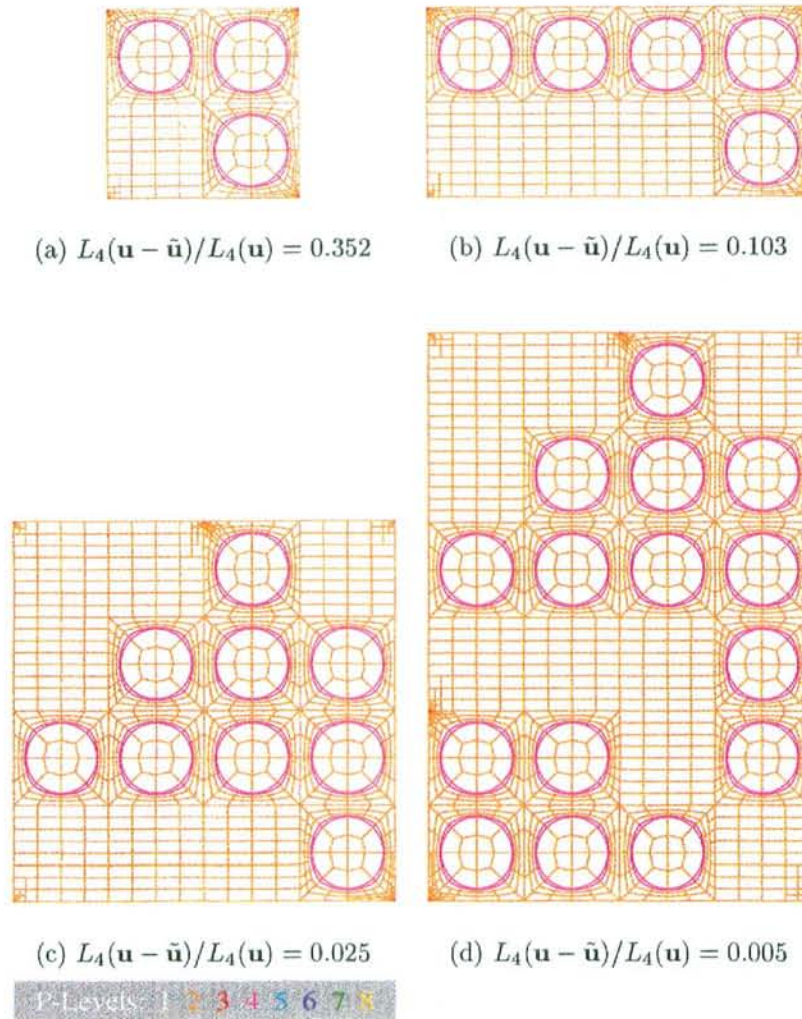 (a) L₄(u − ũ)/L₄(u) = 0.352
(b) L₄(u − ũ)/L₄(u) = 0.103
(c) L₄(u − ũ)/L₄(u) = 0.025
(d) L₄(u − ũ)/L₄(u) = 0.005
P-Levels: 1 2 3 4 5 6 7 8